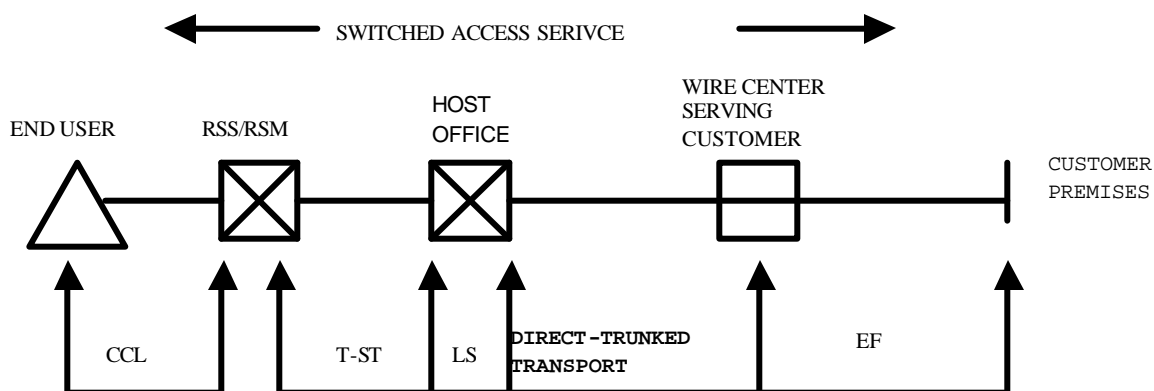 SWITCHED ACCESS SERIVCE
WIRE CENTER
SERVING
CUSTOMER
HOST
OFFICE
END USER
RSS/RSM
CUSTOMER
PREMISES
CCL
T-ST
LS
DIRECT-TRUNKED
TRANSPORT
EF